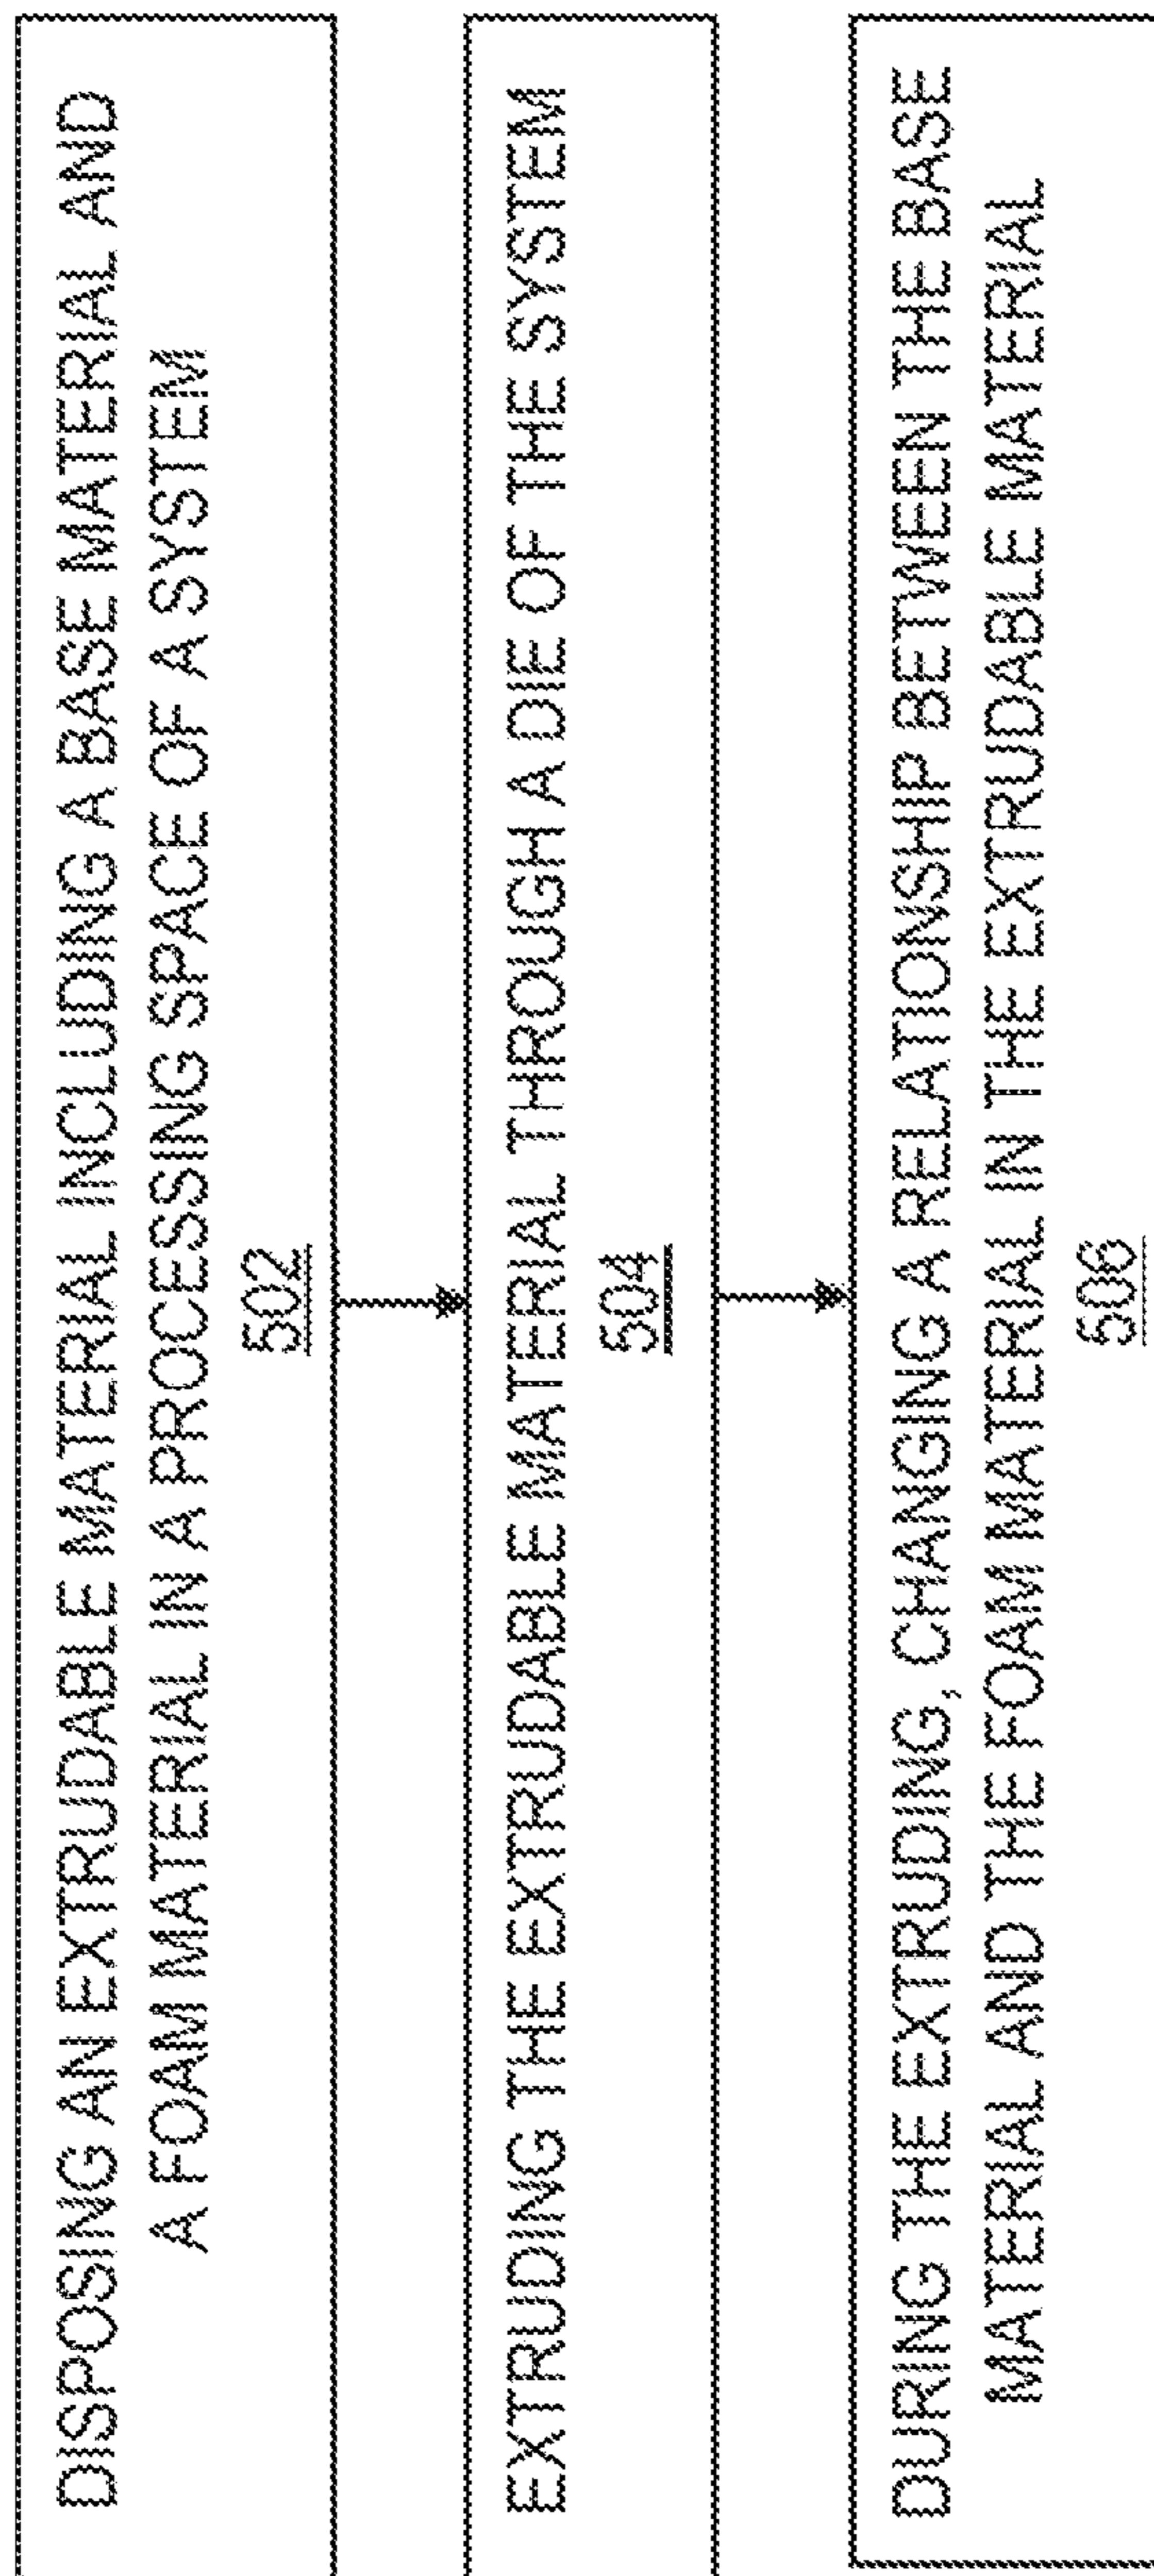 DISPOSING AN EXTRUDABLE MATERIAL INCLUDING A BASE MATERIAL AND
A FOAM MATERIAL IN A PROCESSING SPACE OF A SYSTEM
502
EXTRUDING THE EXTRUDABLE MATERIAL THROUGH A DIE OF THE SYSTEM
504
DURING THE EXTRUDING, CHANGING A RELATIONSHIP BETWEEN THE BASE
MATERIAL AND THE FOAM MATERIAL IN THE EXTRUDABLE MATERIAL
506